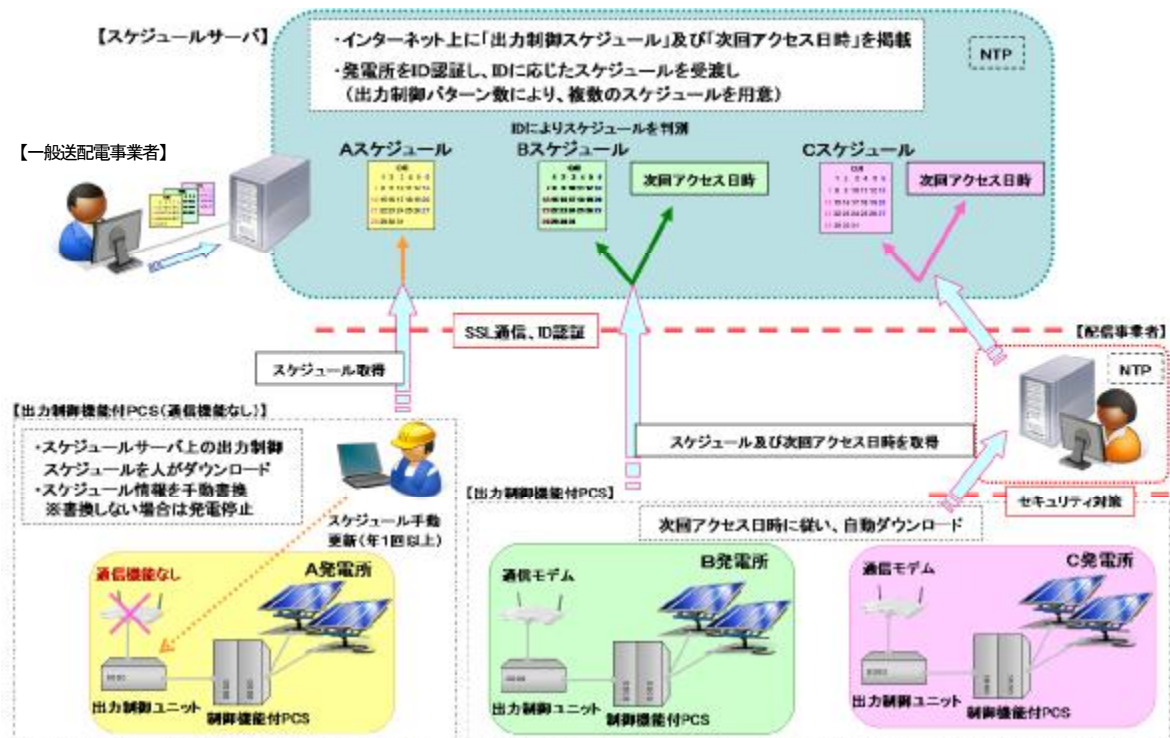 【スケジュールサーバ】
・インターネット上に「出力制御スケジュール」及び「次回アクセス日時」を掲載
・発電所をID認証し、IDに応じたスケジュールを受渡し
（出力制御パターン数により、複数のスケジュールを用意）
NTP
【一般送配電事業者】
IDによりスケジュールを判別
Aスケジュール
Bスケジュール
Cスケジュール
次回アクセス日時
次回アクセス日時
SSL通信、ID認証
【配信事業者】
NTP
スケジュール取得
【出力制御機能付PCS（通信機能なし）】
・スケジュールサーバ上の出力制御
スケジュールを人がダウンロード
・スケジュール情報を手動書換
※書換しない場合は発電停止
スケジュール手動
更新（年1回以上）
スケジュール及び次回アクセス日時を取得
【出力制御機能付PCS】
セキュリティ対策
次回アクセス日時に従い、自動ダウンロード
通信機能なし
A発電所
出力制御ユニット
制御機能付PCS
通信モデム
B発電所
出力制御ユニット
制御機能付PCS
通信モデム
C発電所
出力制御ユニット
制御機能付PCS